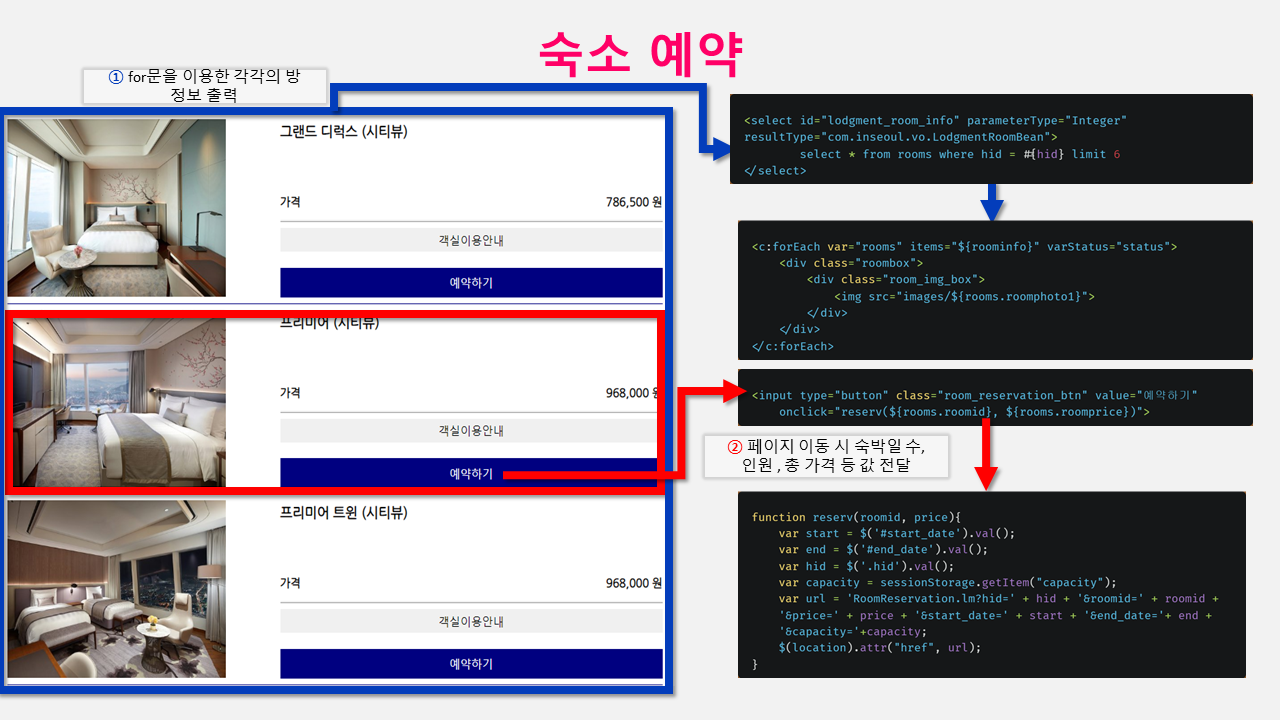 숙소 예약
① for문을 이용한 각각의 방
정보 출력
그랜드 디럭스 (시티뷰)
가격 786,500 원
객실이용안내
예약하기
프리미어 (시티뷰)
가격 968,000 원
객실이용안내
예약하기
프리미어 트윈 (시티뷰)
가격 968,000 원
객실이용안내
예약하기
<select id="lodgment_room_info" parameterType="Integer"
resultType="com.inseoul.vo.LodgmentRoomBean">
select * from rooms where hid = #{hid} limit 6
</select>
<c:forEach var="rooms" items="${roominfo}" varStatus="status">
<div class="roombox">
<div class="room_img_box">
<img src="images/${rooms.roomphoto1}">
</div>
</div>
</c:forEach>
<input type="button" class="room_reservation_btn" value="예약하기"
onclick="reserv(${rooms.roomid}, ${rooms.roomprice})">
② 페이지 이동 시 숙박일 수,
인원 , 총 가격 등 값 전달
function reserv(roomid, price){
var start = $('#start_date').val();
var end = $('#end_date').val();
var hid = $('.hid').val();
var capacity = sessionStorage.getItem("capacity");
var url = 'RoomReservation.lm?hid=' + hid + '&roomid=' + roomid +
'&price=' + price + '&start_date=' + start + '&end_date='+ end +
'&capacity='+capacity;
$(location).attr("href", url);
}